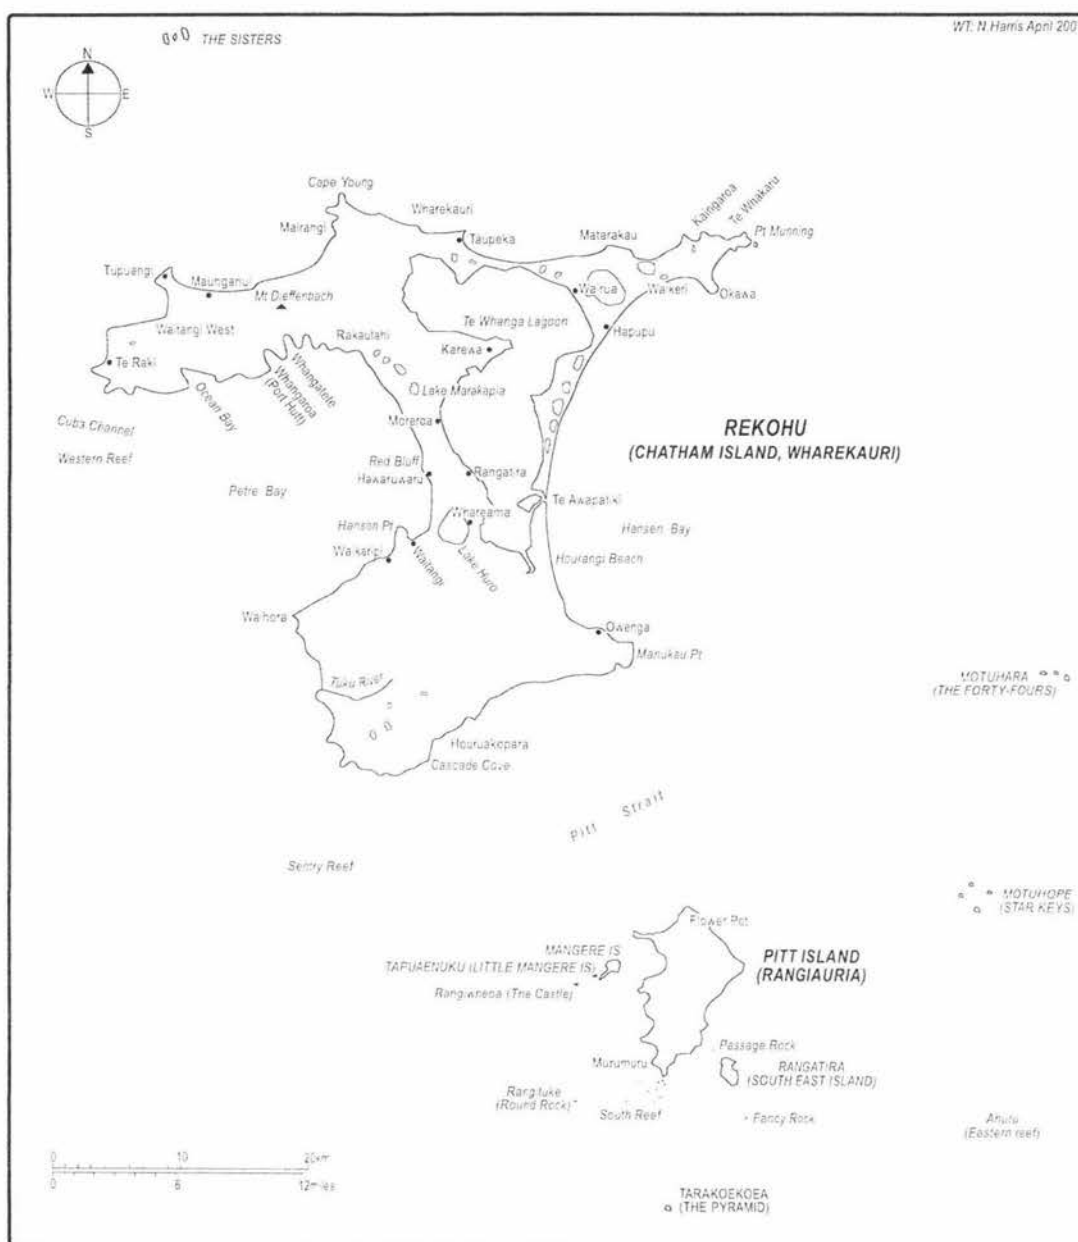 THE SISTERS
WT: N Harris April 200
N
W
E
S
Cape Young
Wharekauri
Mairangi
Taupeka
Matarakau
Kaingaroa
Te Whakaru
Pt Munning
Tupuangi
Maunganui
Mt Dieffenbach
Wairua
Waikeri
Okawa
Te Whanga Lagoon
Hapupu
Waitangi West
Rakautahi
Karewa
Te Raki
Whangatete
Whangaroa
(Port Hutt)
Ocean Bay
Lake Marakapia
Moreroa
Cuba Channel
Western Reef
REKOHU
(CHATHAM ISLAND, WHAREKAURI)
Red Bluff
Hawaruwaru
Rangatira
Petre Bay
Te Awapatiki
Whareama
Hanson Pt
Hansen Bay
Waitangi
Lake Huro
Hourangi Beach
Waihora
Owenga
Manukau Pt
Tuku River
MOTUHARA
(THE FORTY-FOURS)
Houruakopara
Cascade Cove
Pitt Strait
Sentry Reef
MOTUHOPE
(STAR KEYS)
Flower Pot
MANGERE IS
TAPUAENUKU (LITTLE MANGERE IS)
PITT ISLAND
(RANGIAURIA)
(The Castle)
Passage Rock
Murumuru
RANGATIRA
(SOUTH EAST ISLAND)
(Round Rock)
South Reef
Fancy Rock
(Eastern reef)
0 10 20km
0 6 12miles
TARAKOEKOEA
(THE PYRAMID)